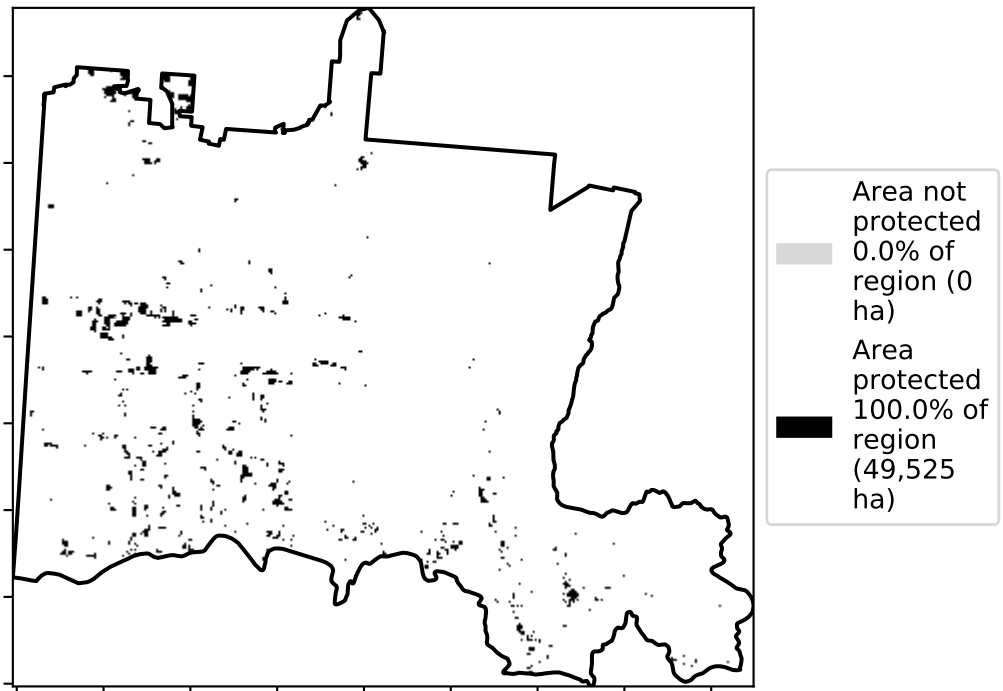 Area not
protected
0.0% of
region (0
ha)
Area
protected
100.0% of
region
(49,525
ha)